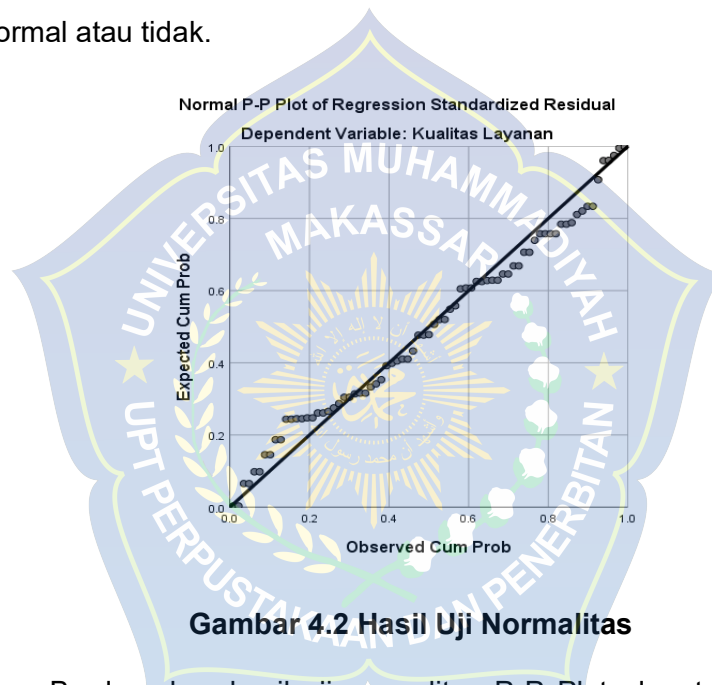 ormal atau tidak.
Normal P-P Plot of Regression Standardized Residual
Dependent Variable: Kualitas Layanan
1.0
0.8
0.6
0.4
0.2
0.0
Expected Cum Prob
0.0 0.2 0.4 0.6 0.8 1.0
Observed Cum Prob
UNIVERSITAS MUHAMMADIYAH
MAKASSAR
UPT PERPUSTAKAAN DAN PENERBITAN
Gambar 4.2 Hasil Uji Normalitas